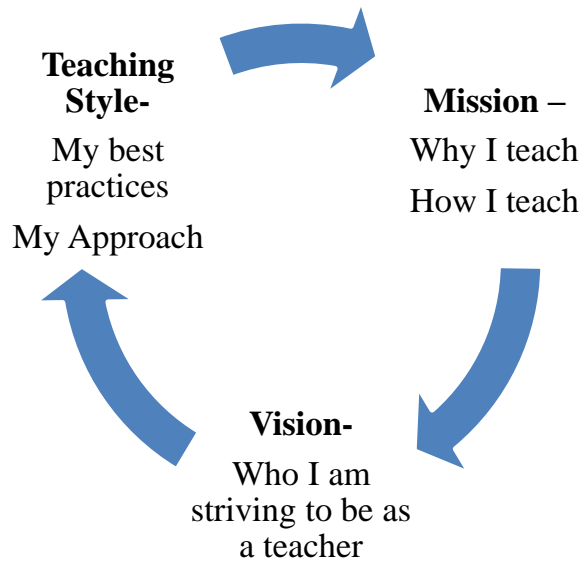 Teaching
Style-
My best
practices
My Approach
Mission –
Why I teach
How I teach
Vision-
Who I am
striving to be as
a teacher